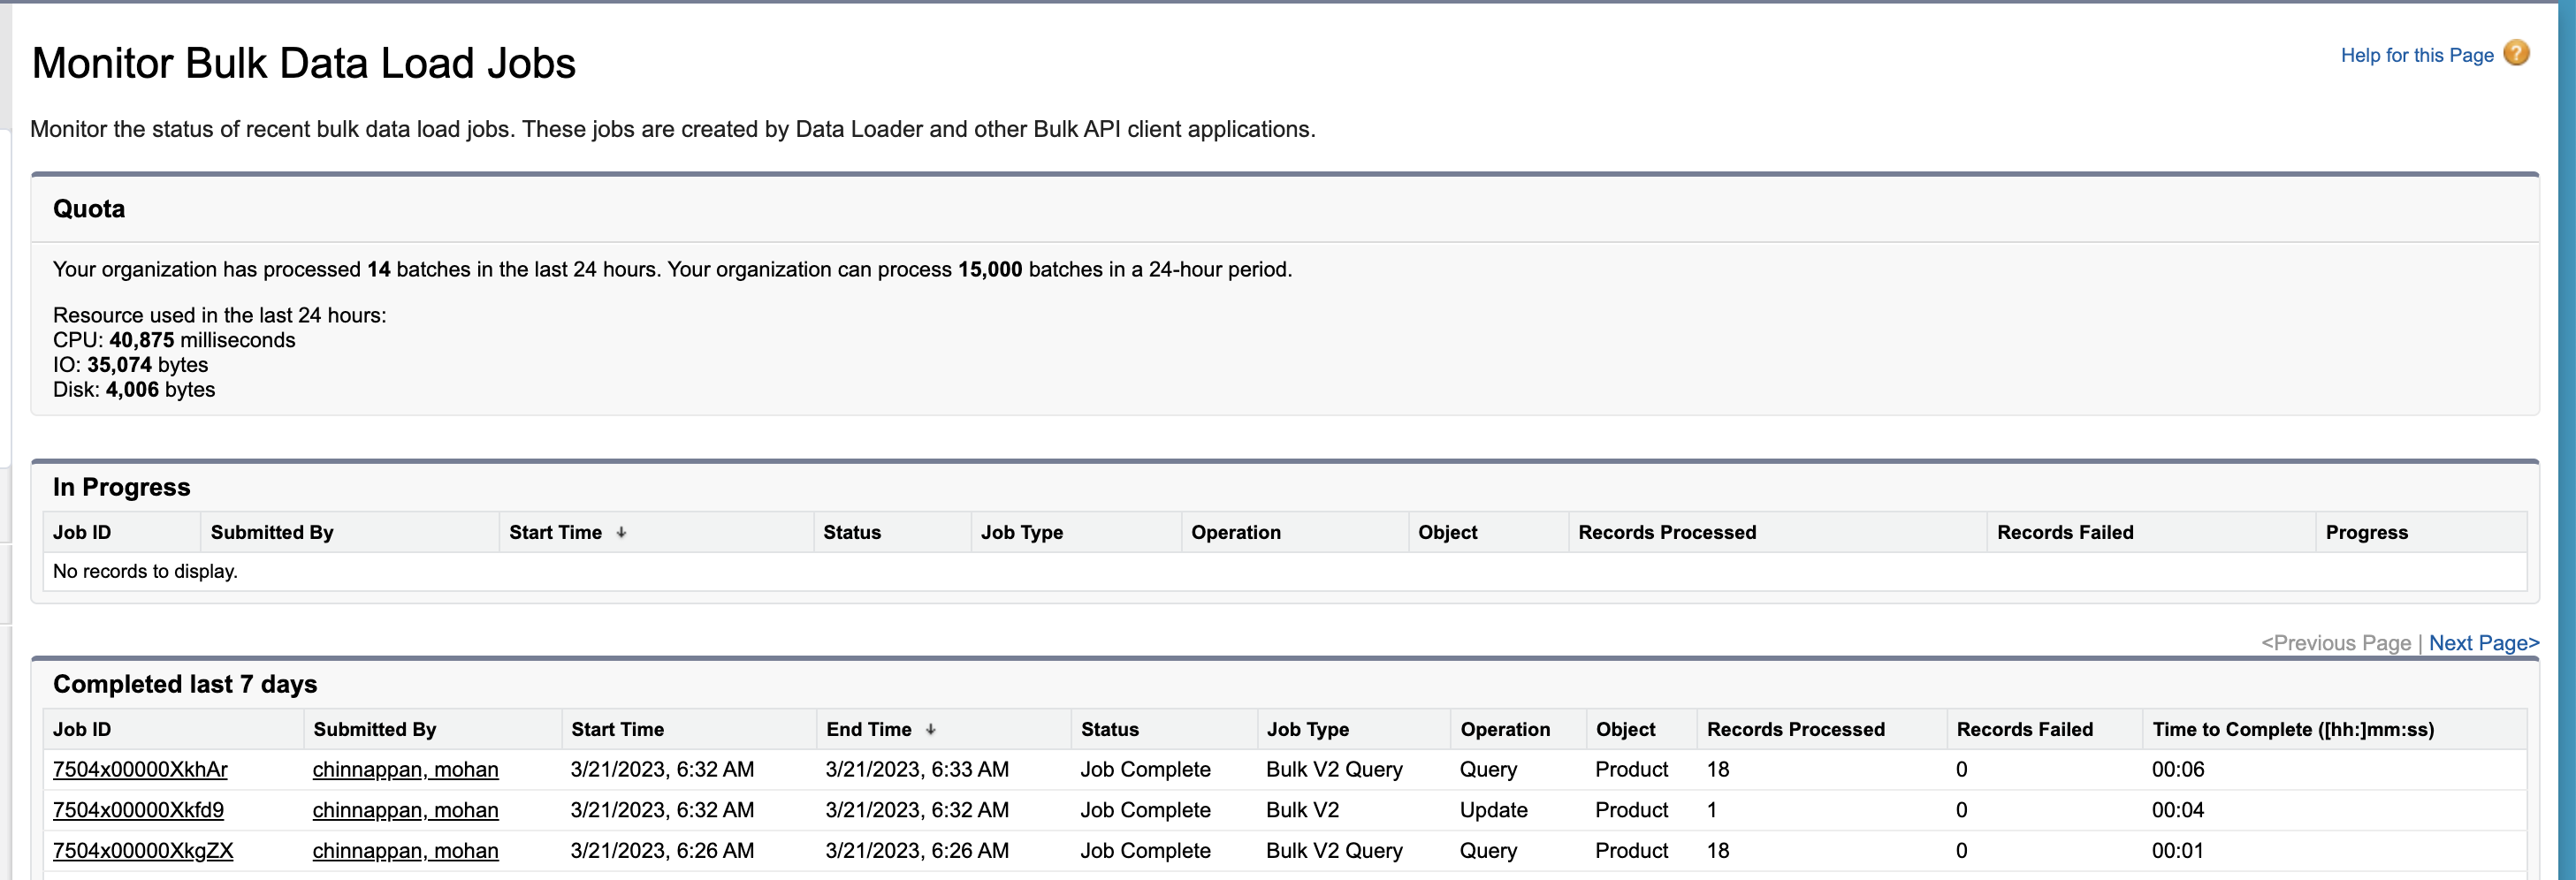 Monitor Bulk Data Load Jobs
Help for this Page ?
Monitor the status of recent bulk data load jobs. These jobs are created by Data Loader and other Bulk API client applications.
Quota
Your organization has processed 14 batches in the last 24 hours. Your organization can process 15,000 batches in a 24-hour period.
Resource used in the last 24 hours:
CPU: 40,875 milliseconds
IO: 35,074 bytes
Disk: 4,006 bytes
In Progress
Job ID Submitted By Start Time ↓ Status Job Type Operation Object Records Processed Records Failed Progress
No records to display.
<Previous Page | Next Page>
Completed last 7 days
Job ID Submitted By Start Time End Time ↓ Status Job Type Operation Object Records Processed Records Failed Time to Complete ([hh:]mm:ss)
7504x00000XkhAr chinnappan, mohan 3/21/2023, 6:32 AM 3/21/2023, 6:33 AM Job Complete Bulk V2 Query Query Product 18 0 00:06
7504x00000Xkfd9 chinnappan, mohan 3/21/2023, 6:32 AM 3/21/2023, 6:32 AM Job Complete Bulk V2 Update Product 1 0 00:04
7504x00000XkgZX chinnappan, mohan 3/21/2023, 6:26 AM 3/21/2023, 6:26 AM Job Complete Bulk V2 Query Query Product 18 0 00:01